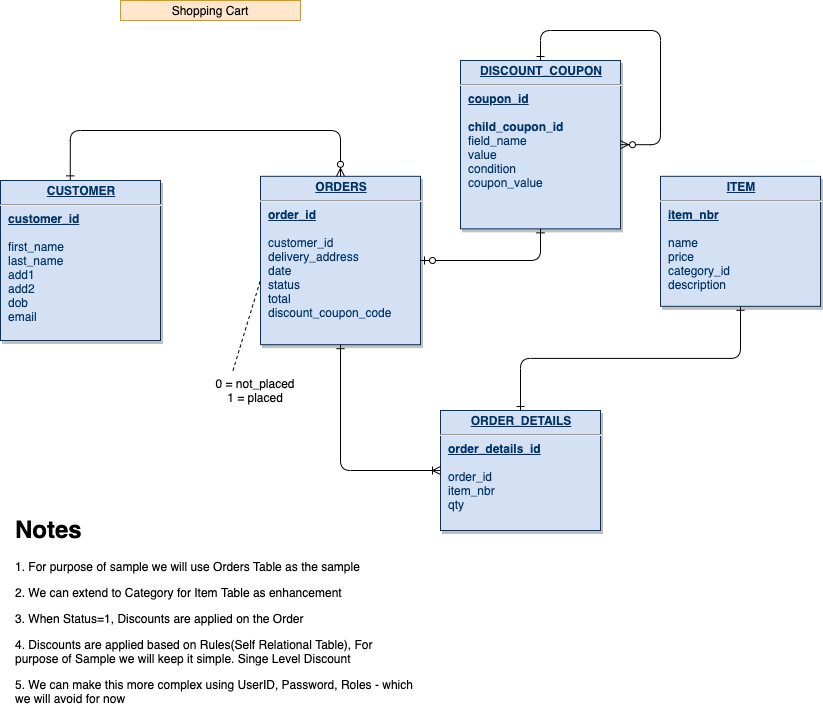 Shopping Cart
DISCOUNT_COUPON
coupon_id
child_coupon_id
field_name
value
condition
coupon_value
CUSTOMER
customer_id
first_name
last_name
add1
add2
dob
email
ORDERS
order_id
customer_id
delivery_address
date
status
total
discount_coupon_code
ITEM
item_nbr
name
price
category_id
description
0 = not_placed
1 = placed
ORDER_DETAILS
order_details_id
order_id
item_nbr
qty
Notes
1. For purpose of sample we will use Orders Table as the sample
2. We can extend to Category for Item Table as enhancement
3. When Status=1, Discounts are applied on the Order
4. Discounts are applied based on Rules(Self Relational Table), For
purpose of Sample we will keep it simple. Singe Level Discount
5. We can make this more complex using UserID, Password, Roles - which
we will avoid for now